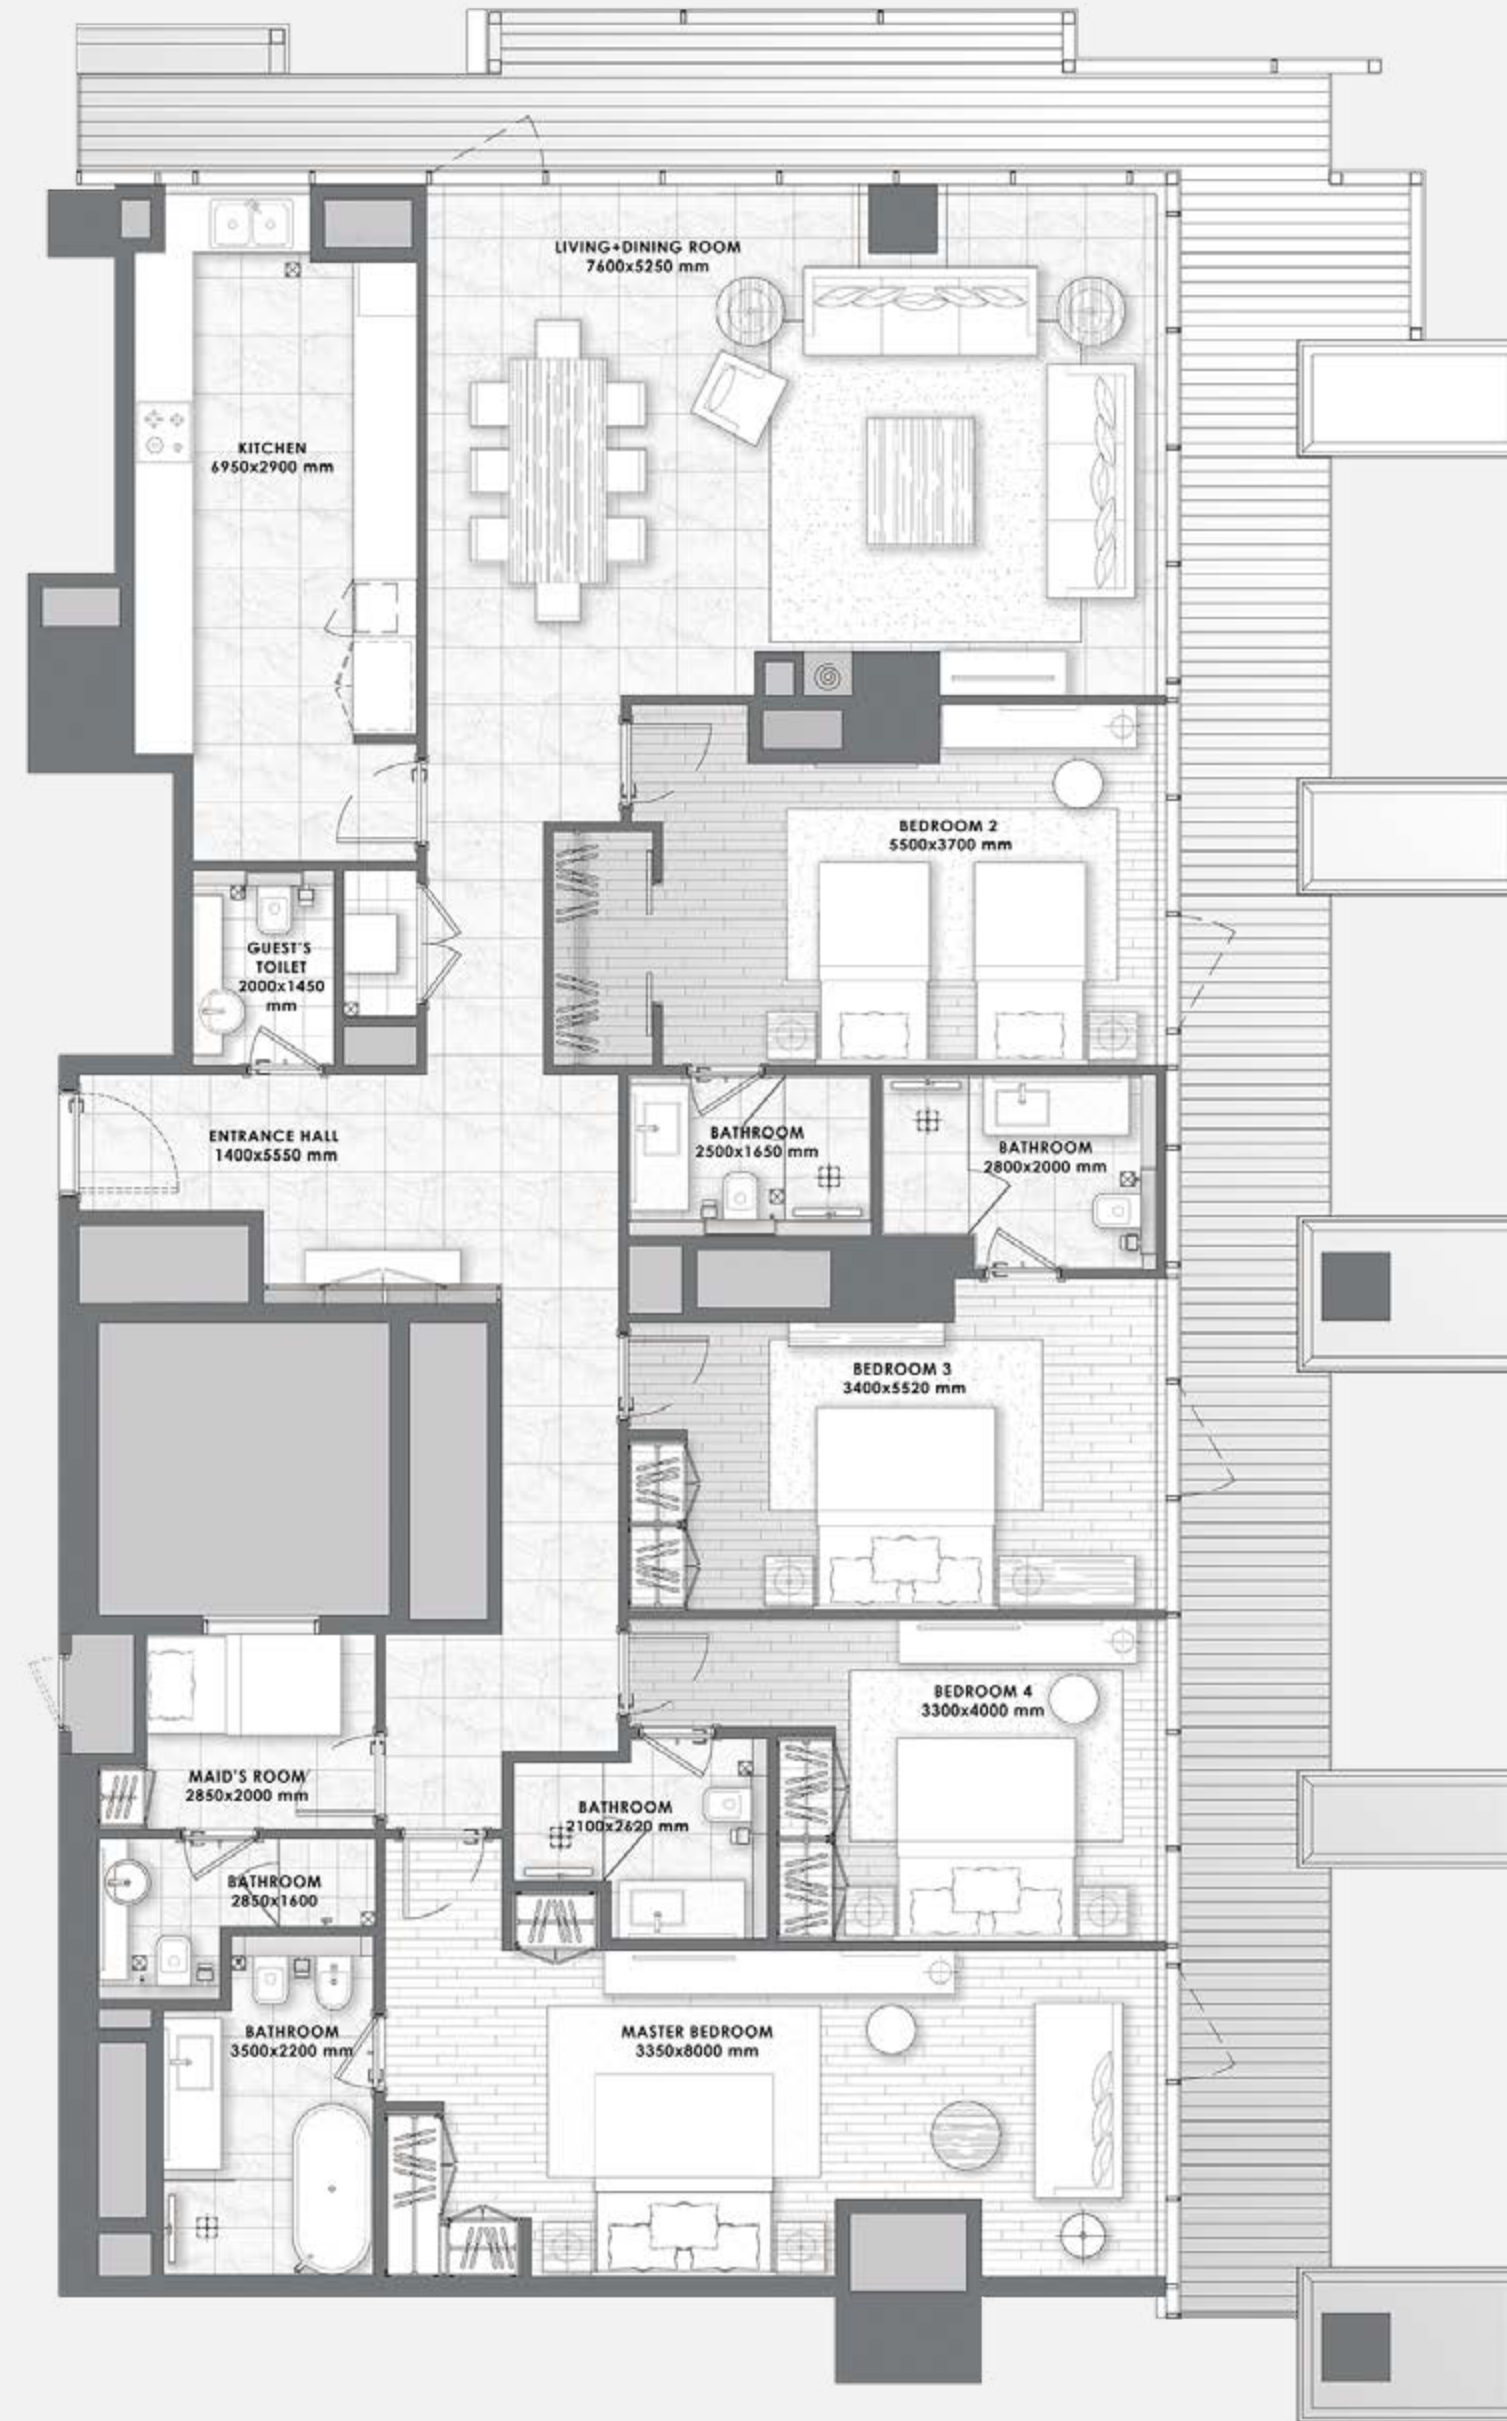 LIVING+DINING ROOM
7600x5250 mm
KITCHEN
6950x2900 mm
BEDROOM 2
5500x3700 mm
GUEST'S
TOILET
2000x1450
mm
ENTRANCE HALL
1400x5550 mm
BATHROOM
2500x1650 mm
BATHROOM
2800x2000 mm
BEDROOM 3
3400x5520 mm
BEDROOM 4
3300x4000 mm
MAID'S ROOM
2850x2000 mm
BATHROOM
2100x2620 mm
BATHROOM
2850x1600
BATHROOM
3500x2200 mm
MASTER BEDROOM
3350x8000 mm